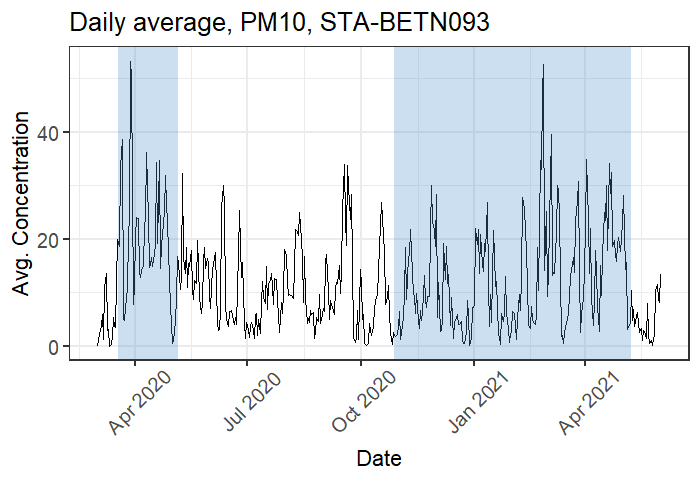 Daily average, PM10, STA-BETN093
Avg. Concentration
40
20
0
Apr 2020
Jul 2020
Oct 2020
Jan 2021
Apr 2021
Date